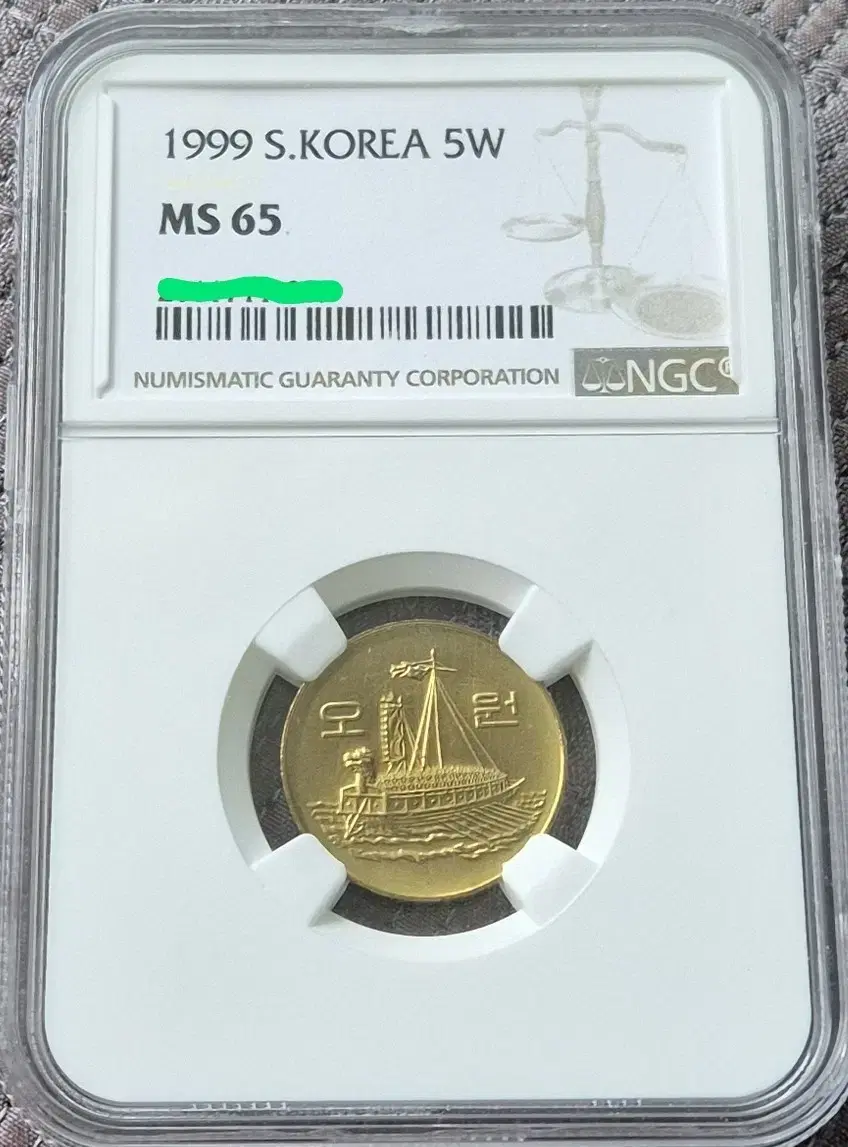 1999 S.KOREA 5W
MS 65
NUMISMATIC GUARANTY CORPORATION
NGC®
오 원